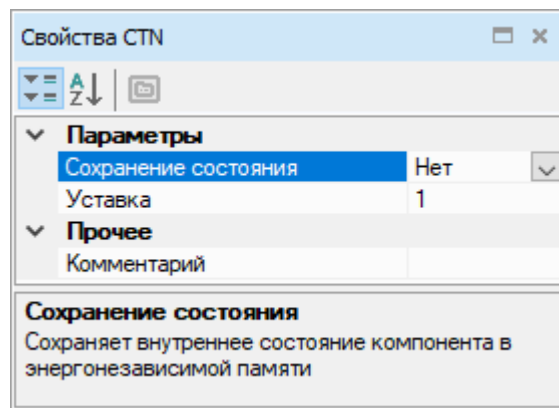 Свойства CTN
Параметры
Сохранение состояния Нет
Уставка 1
Прочее
Комментарий
Сохранение состояния
Сохраняет внутреннее состояние компонента в
энергонезависимой памяти